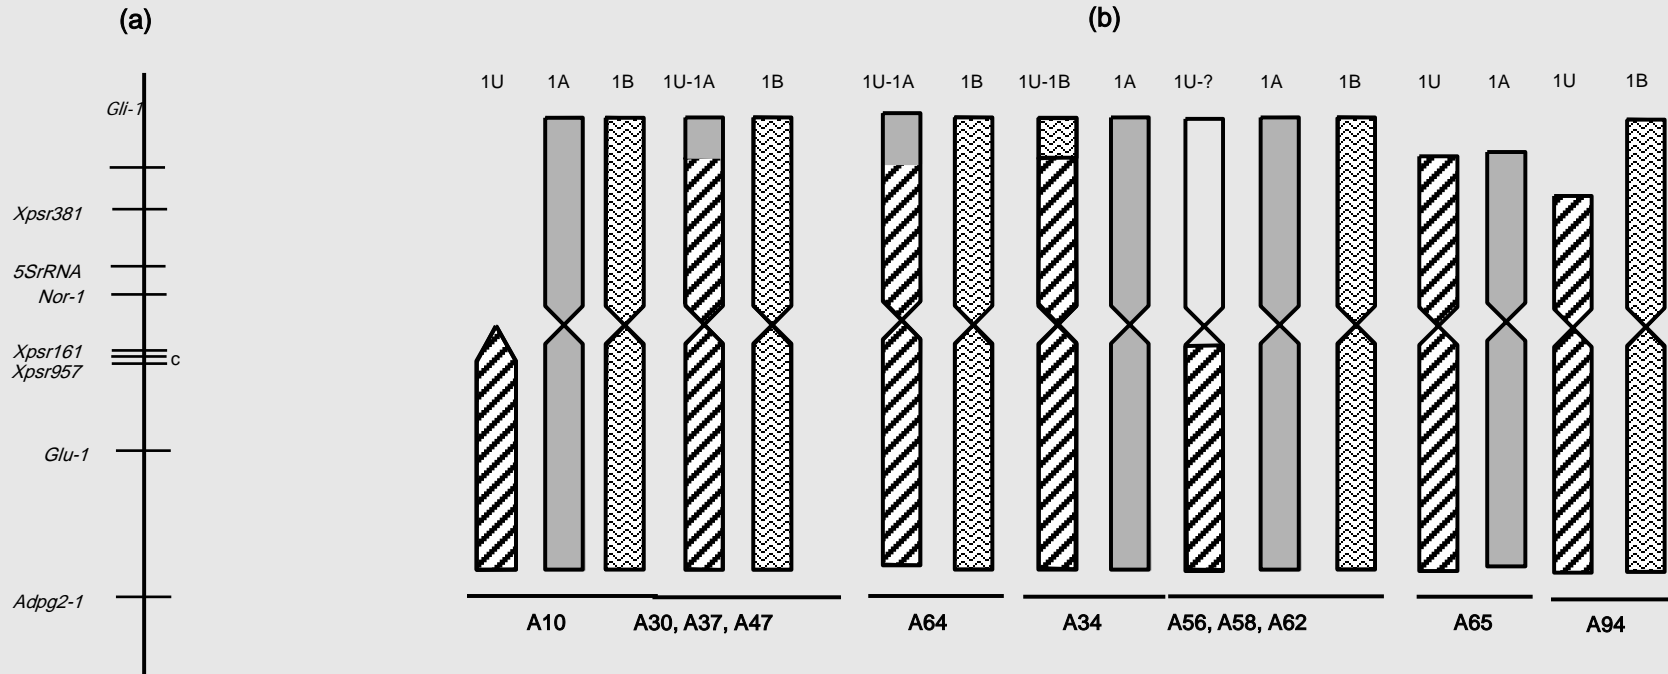 (a)
(b)
1U 1A 1B 1U-1A 1B 1U-1A 1B 1U-1B 1A 1U-? 1A 1B 1U 1A 1U 1B
Gli-1
Xpsr381
5SrRNA
Nor-1
Xpsr161
c
Xpsr957
Glu-1
Adpg2-1
A10 A30, A37, A47 A64 A34 A56, A58, A62 A65 A94